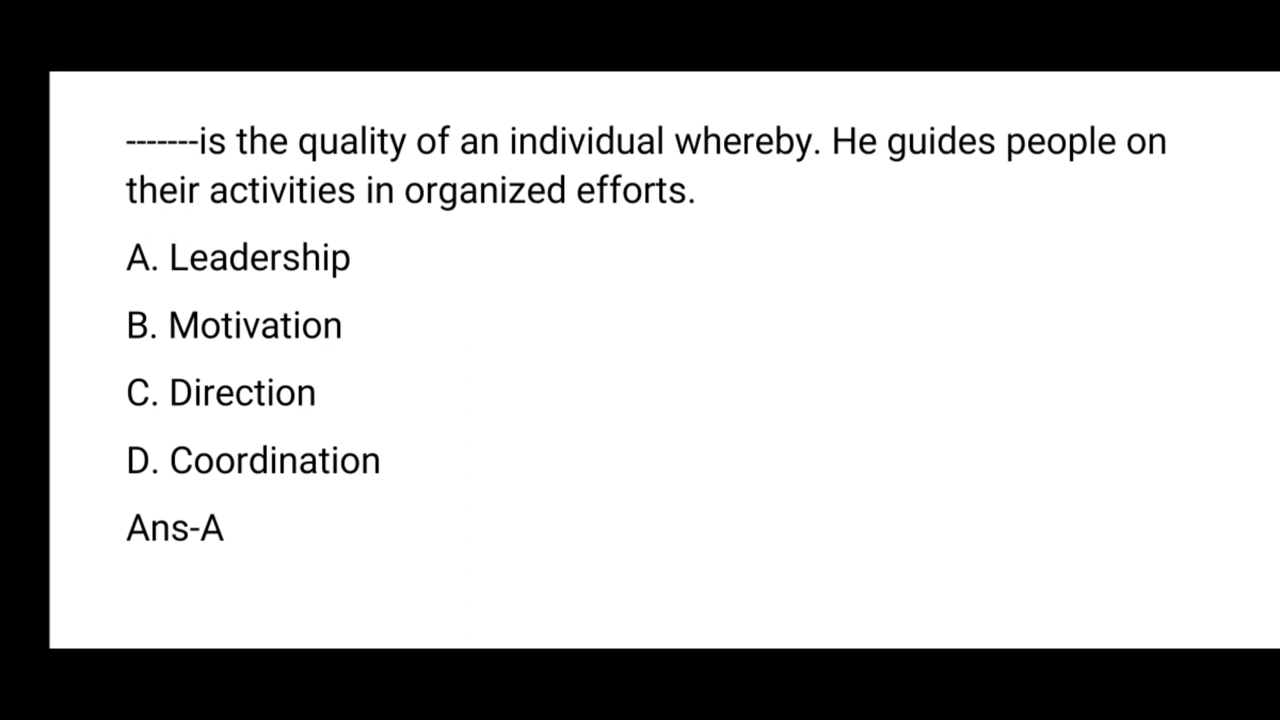 -------is the quality of an individual whereby. He guides people on
their activities in organized efforts.
A. Leadership
B. Motivation
C. Direction
D. Coordination
Ans-A